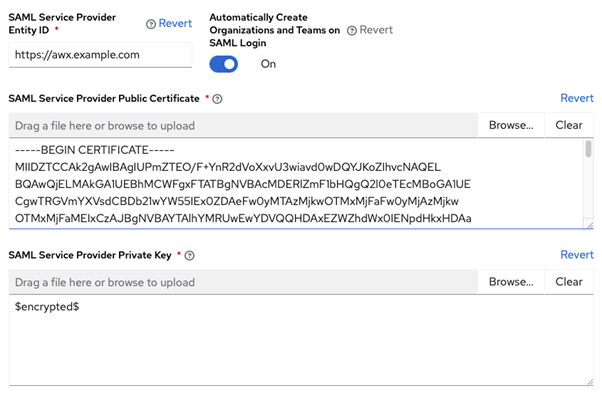 SAML Service Provider Entity ID * Revert
https://awx.example.com
Automatically Create Organizations and Teams on SAML Login Revert
On
SAML Service Provider Public Certificate * Revert
Drag a file here or browse to upload Browse... Clear
-----BEGIN CERTIFICATE-----
MIIDZTCCAk2gAwIBAgIUPmZTEO/F+YnR2dVoXxvU3wiavd0wDQYJKoZIhvcNAQEL
BQAwQjELMAkGA1UEBhMCWFgxFTATBgNVBAcMDERlZmF1bHQgQ2l0eTEcMBoGA1UE
CgwTRGVmYXVsdCBDb21wYW55IEx0ZDAeFw0yMTAzMjkwOTMxMjFaFw0yMjAzMjkw
OTMxMjFaMEIxCzAJBgNVBAYTAlhYMRUwEwYDVQQHDAxEZWZhdWx0IENpdHkxHDAa
SAML Service Provider Private Key * Revert
Drag a file here or browse to upload Browse... Clear
$encrypted$